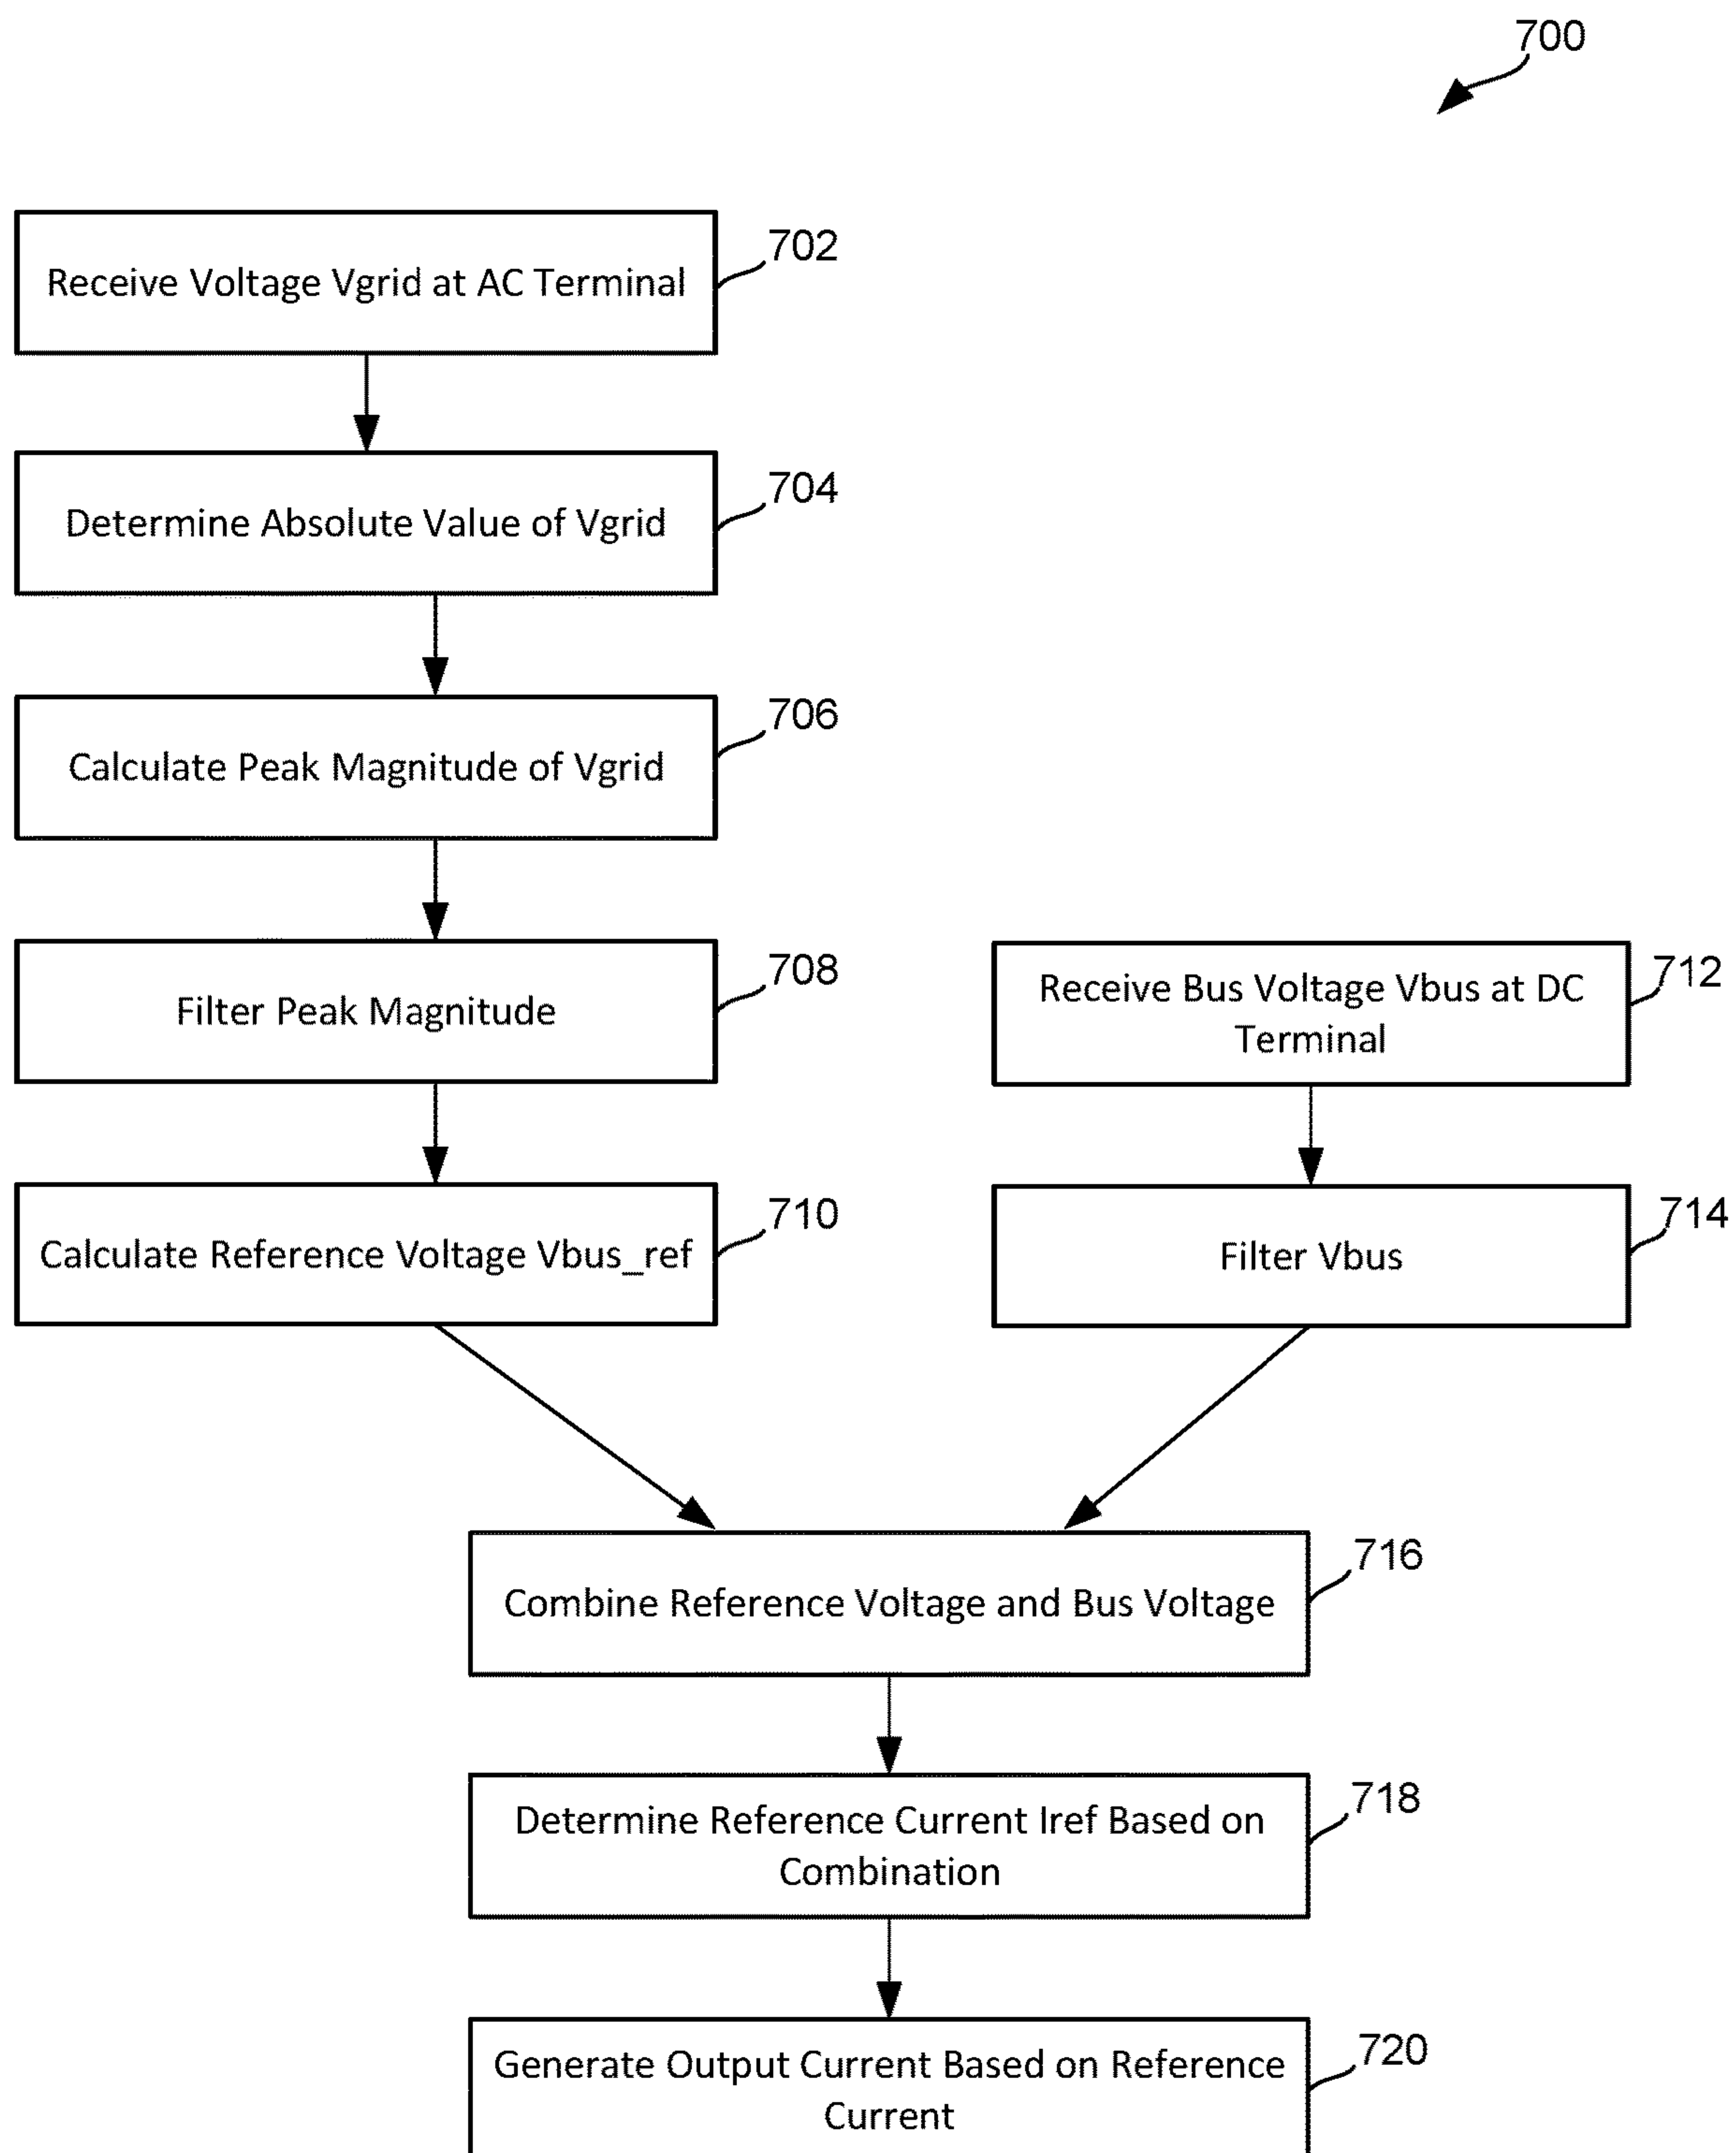 700
Receive Voltage Vgrid at AC Terminal
702
Determine Absolute Value of Vgrid
704
Calculate Peak Magnitude of Vgrid
706
Filter Peak Magnitude
708
Receive Bus Voltage Vbus at DC
Terminal
712
Calculate Reference Voltage Vbus_ref
710
Filter Vbus
714
Combine Reference Voltage and Bus Voltage
716
Determine Reference Current Iref Based on
Combination
718
Generate Output Current Based on Reference
Current
720